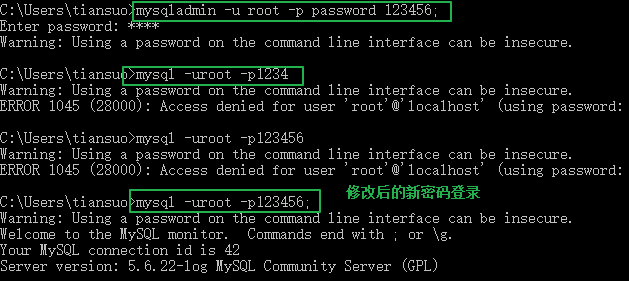 C:\Users\tiansuo>mysqladmin -u root -p password 123456;
Enter password: ****
Warning: Using a password on the command line interface can be insecure.
C:\Users\tiansuo>mysql -uroot -p1234
Warning: Using a password on the command line interface can be insecure.
ERROR 1045 (28000): Access denied for user 'root'@'localhost' (using password:
C:\Users\tiansuo>mysql -uroot -p123456
Warning: Using a password on the command line interface can be insecure.
ERROR 1045 (28000): Access denied for user 'root'@'localhost' (using password:
C:\Users\tiansuo>mysql -uroot -p123456; 修改后的新密码登录
Warning: Using a password on the command line interface can be insecure.
Welcome to the MySQL monitor.  Commands end with ; or \g.
Your MySQL connection id is 42
Server version: 5.6.22-log MySQL Community Server (GPL)